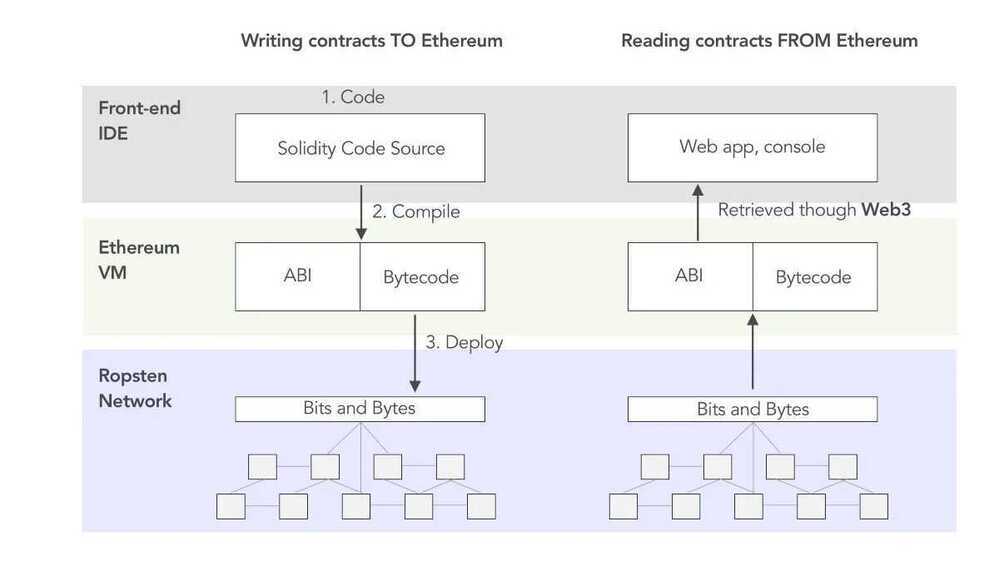 Writing contracts TO Ethereum
Reading contracts FROM Ethereum
Front-end
IDE
1. Code
Solidity Code Source
Web app, console
2. Compile
Retrieved though Web3
Ethereum
VM
ABI
Bytecode
ABI
Bytecode
3. Deploy
Ropsten
Network
Bits and Bytes
Bits and Bytes